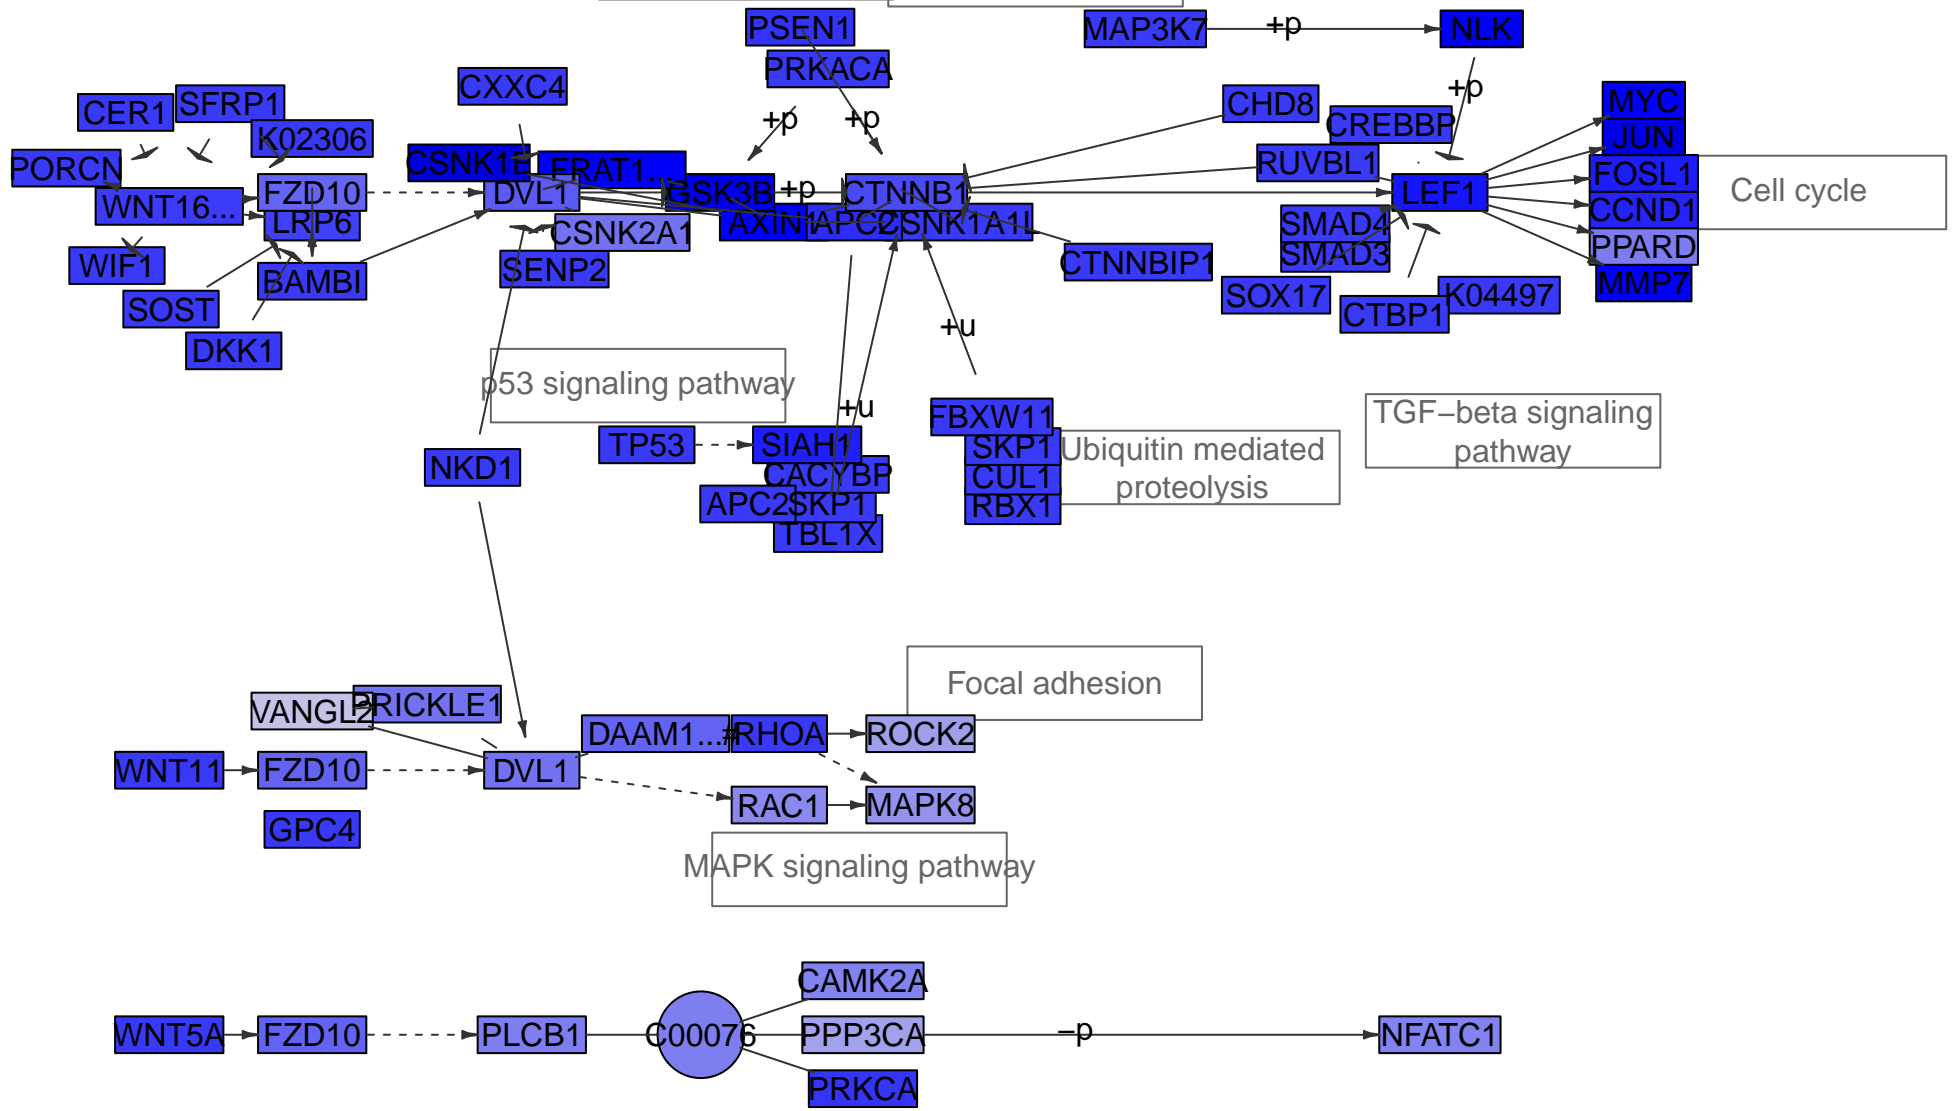 PSEN1
MAP3K7
+p
NLK
PRKACA
CXXC4
CER1
SFRP1
K02306
+p
+p
CHD8
CREBBP
+p
MYC
JUN
PORCN
CSNK1E
FRAT1...
RUVBL1
FOSL1
Cell cycle
WNT16...
FZD10
LRP6
DVL1
GSK3B
+p
CTNNB1
LEF1
CCND1
CSNK2A1
AXIN1
APC2
CSNK1A1L
SMAD4
SMAD3
PPARD
WIF1
BAMBI
SENP2
CTNNBIP1
MMP7
SOST
SOX17
K04497
CTBP1
DKK1
+u
p53 signaling pathway
+u
FBXW11
TGF−beta signaling
pathway
TP53
SIAH1
SKP1
Ubiquitin mediated
proteolysis
NKD1
CACYBP
CUL1
APC2
SKP1
RBX1
TBL1X
Focal adhesion
VANGL2
PRICKLE1
DAAM1...#
RHOA
ROCK2
WNT11
FZD10
DVL1
RAC1
MAPK8
GPC4
MAPK signaling pathway
CAMK2A
WNT5A
FZD10
PLCB1
C00076
PPP3CA
−p
NFATC1
PRKCA